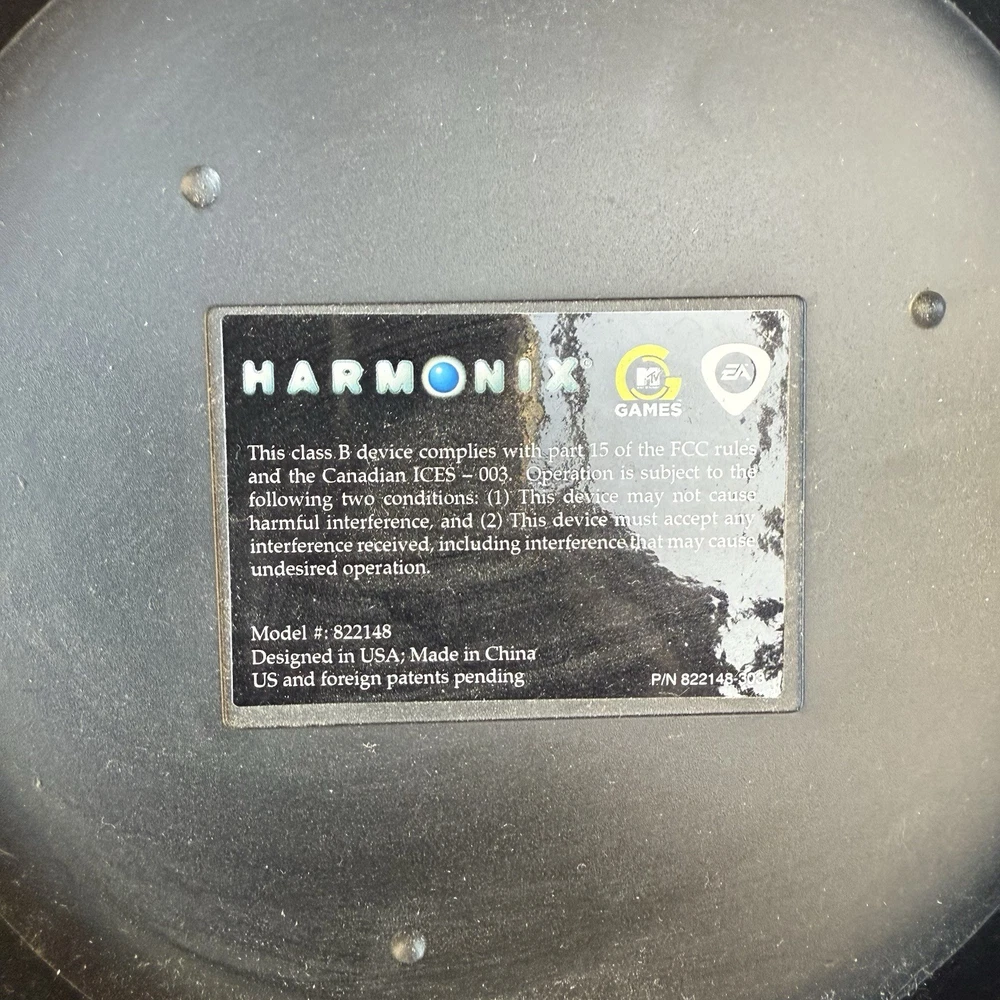 HARMONIX®
MTV
GAMES
EA
This class B device complies with part 15 of the FCC rules
and the Canadian ICES – 003. Operation is subject to the
following two conditions: (1) This device may not cause
harmful interference, and (2) This device must accept any
interference received, including interference that may cause
undesired operation.
Model #: 822148
Designed in USA; Made in China
US and foreign patents pending
P/N 822148-303